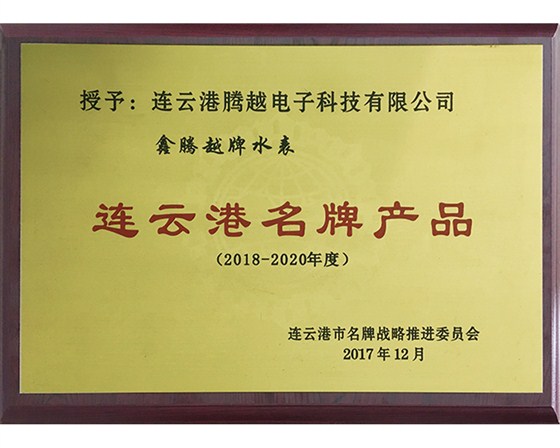 授予：连云港腾越电子科技有限公司
鑫腾越牌水表
连云港名牌产品
（2018-2020年度）
连云港市名牌战略推进委员会
2017年12月